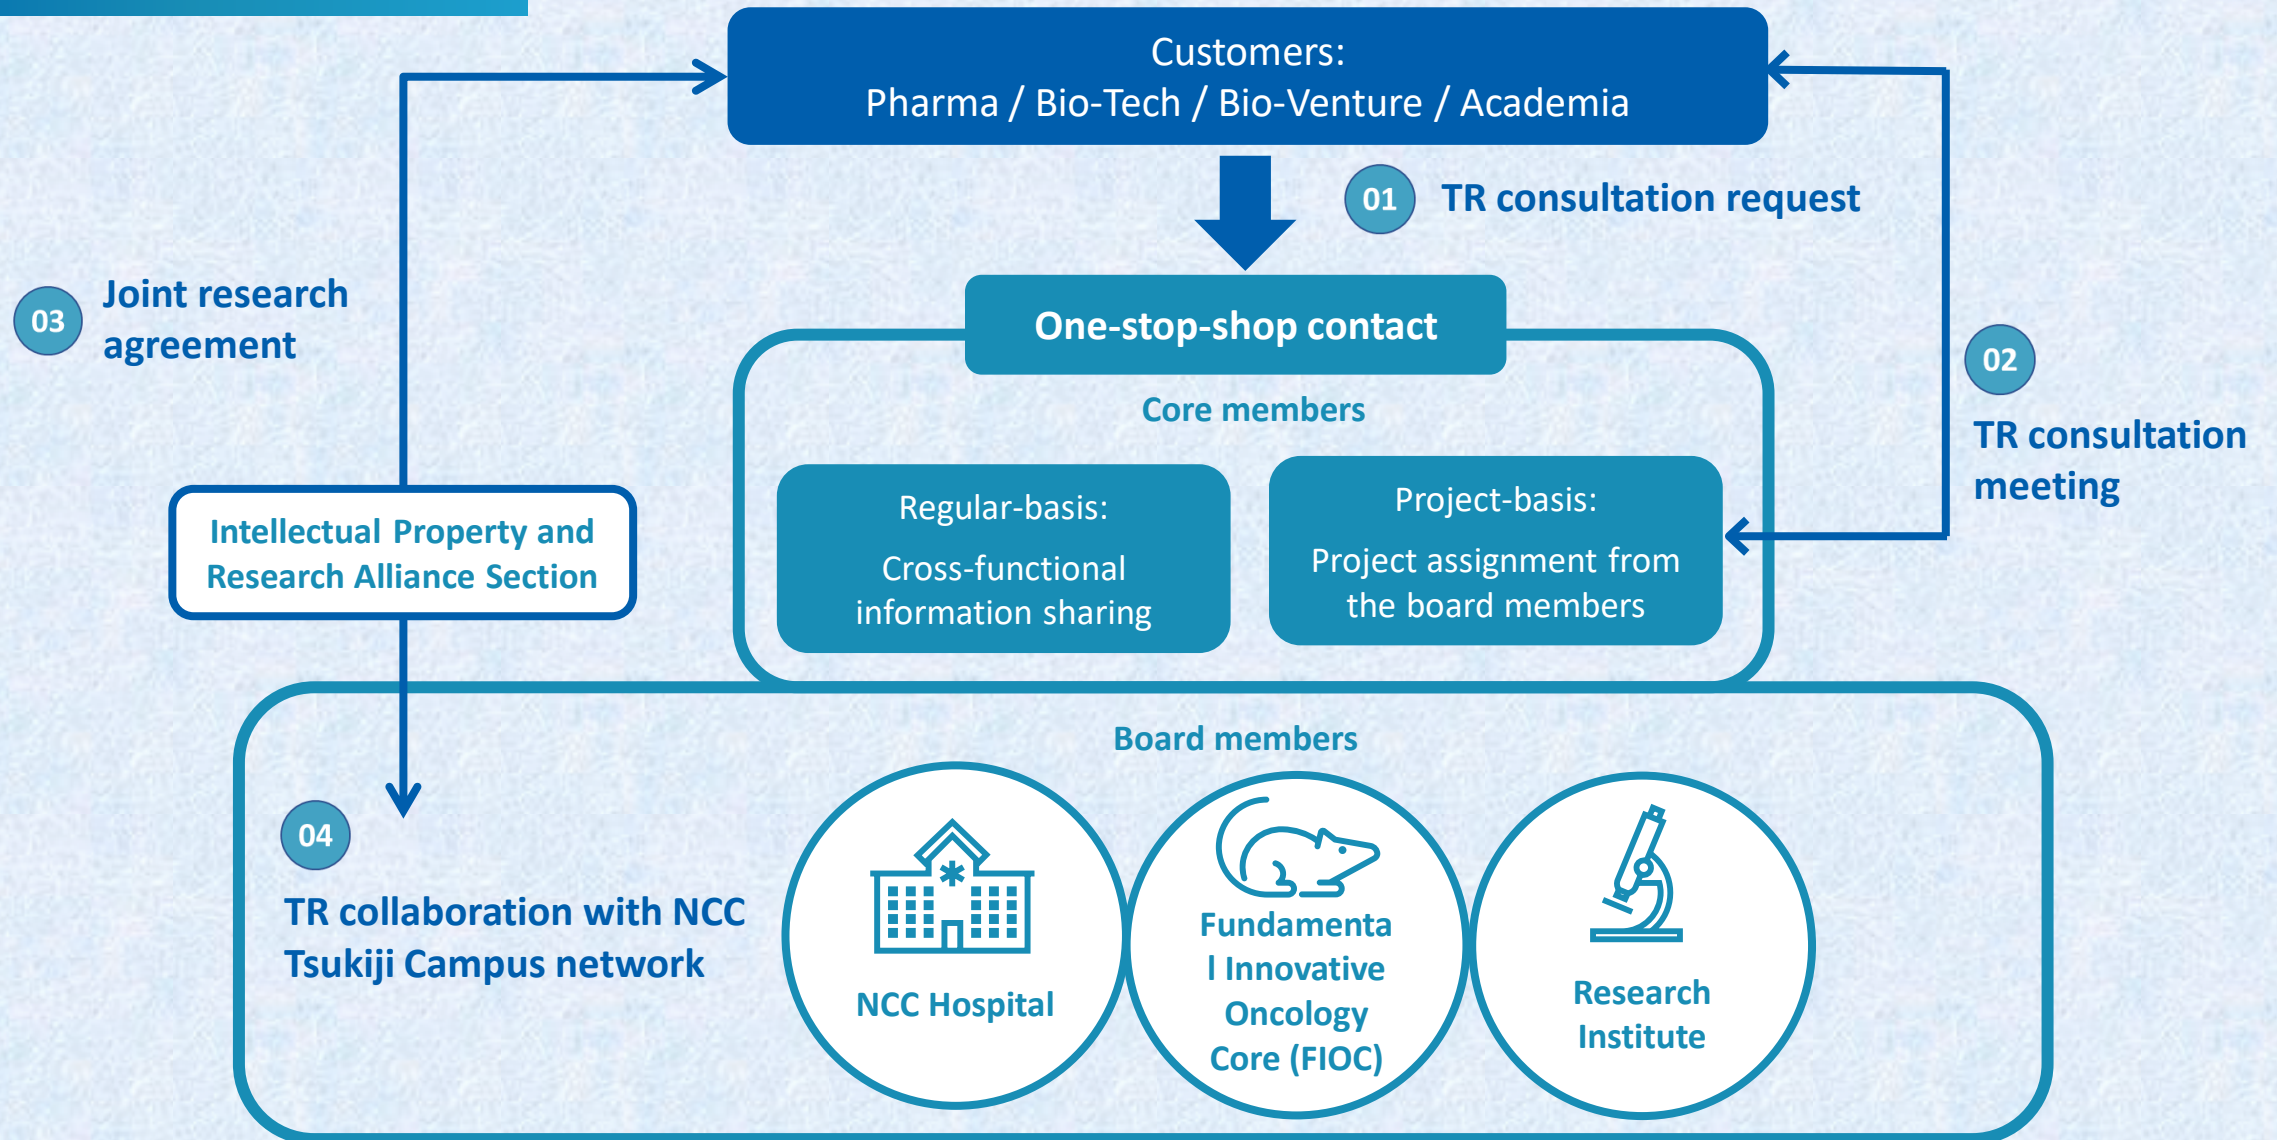 Customers:
Pharma / Bio-Tech / Bio-Venture / Academia
01
TR consultation request
03
Joint research
agreement
One-stop-shop contact
02
TR consultation
meeting
Core members
Regular-basis:
Cross-functional
information sharing
Project-basis:
Project assignment from
the board members
Intellectual Property and
Research Alliance Section
Board members
04
TR collaboration with NCC
Tsukiji Campus network
NCC Hospital
Fundamenta
l Innovative
Oncology
Core (FIOC)
Research
Institute